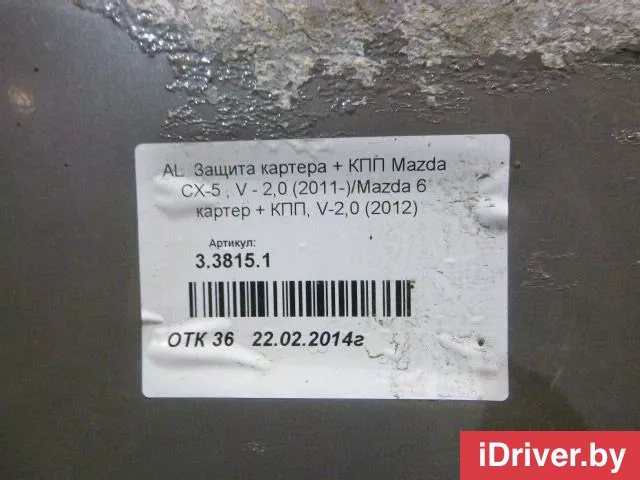 AL Защита картера + КПП Mazda
CX-5 , V - 2,0 (2011-)/Mazda 6
картер + КПП, V-2,0 (2012)
Артикул:
3.3815.1
ОТК 36 22.02.2014г
iDriver.by